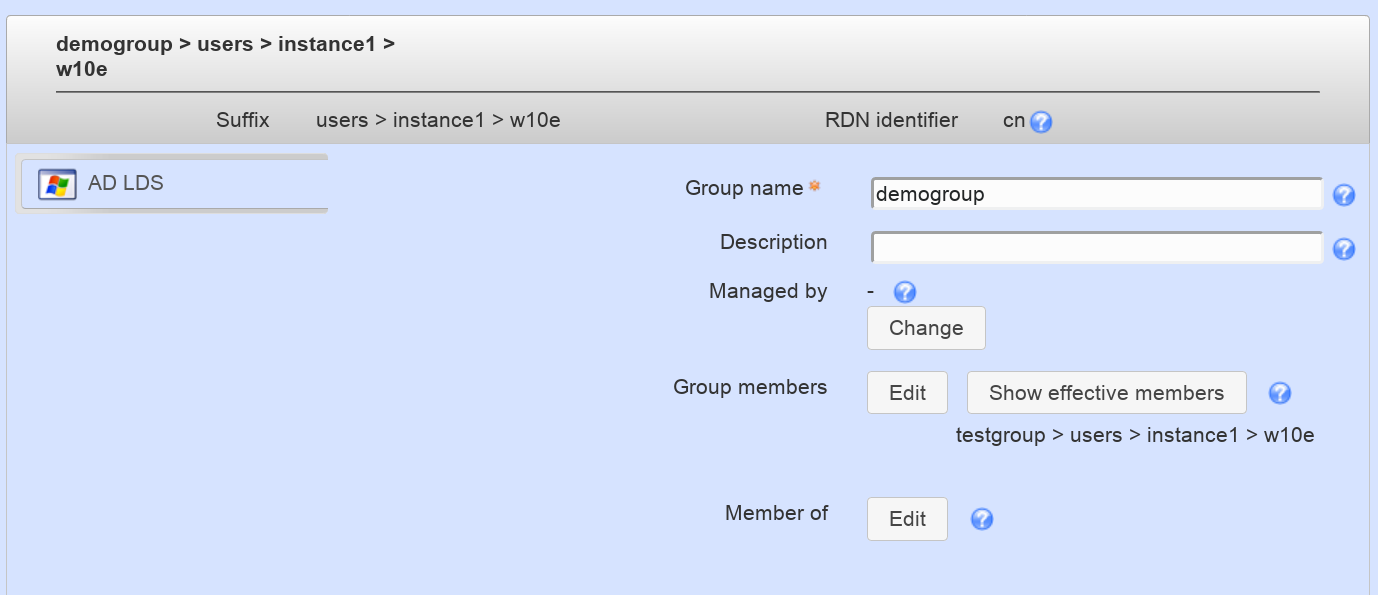 demogroup > users > instance1 >
w10e
Suffix users > instance1 > w10e RDN identifier cn
AD LDS
Group name * demogroup
Description
Managed by -
Change
Group members Edit Show effective members
testgroup > users > instance1 > w10e
Member of Edit